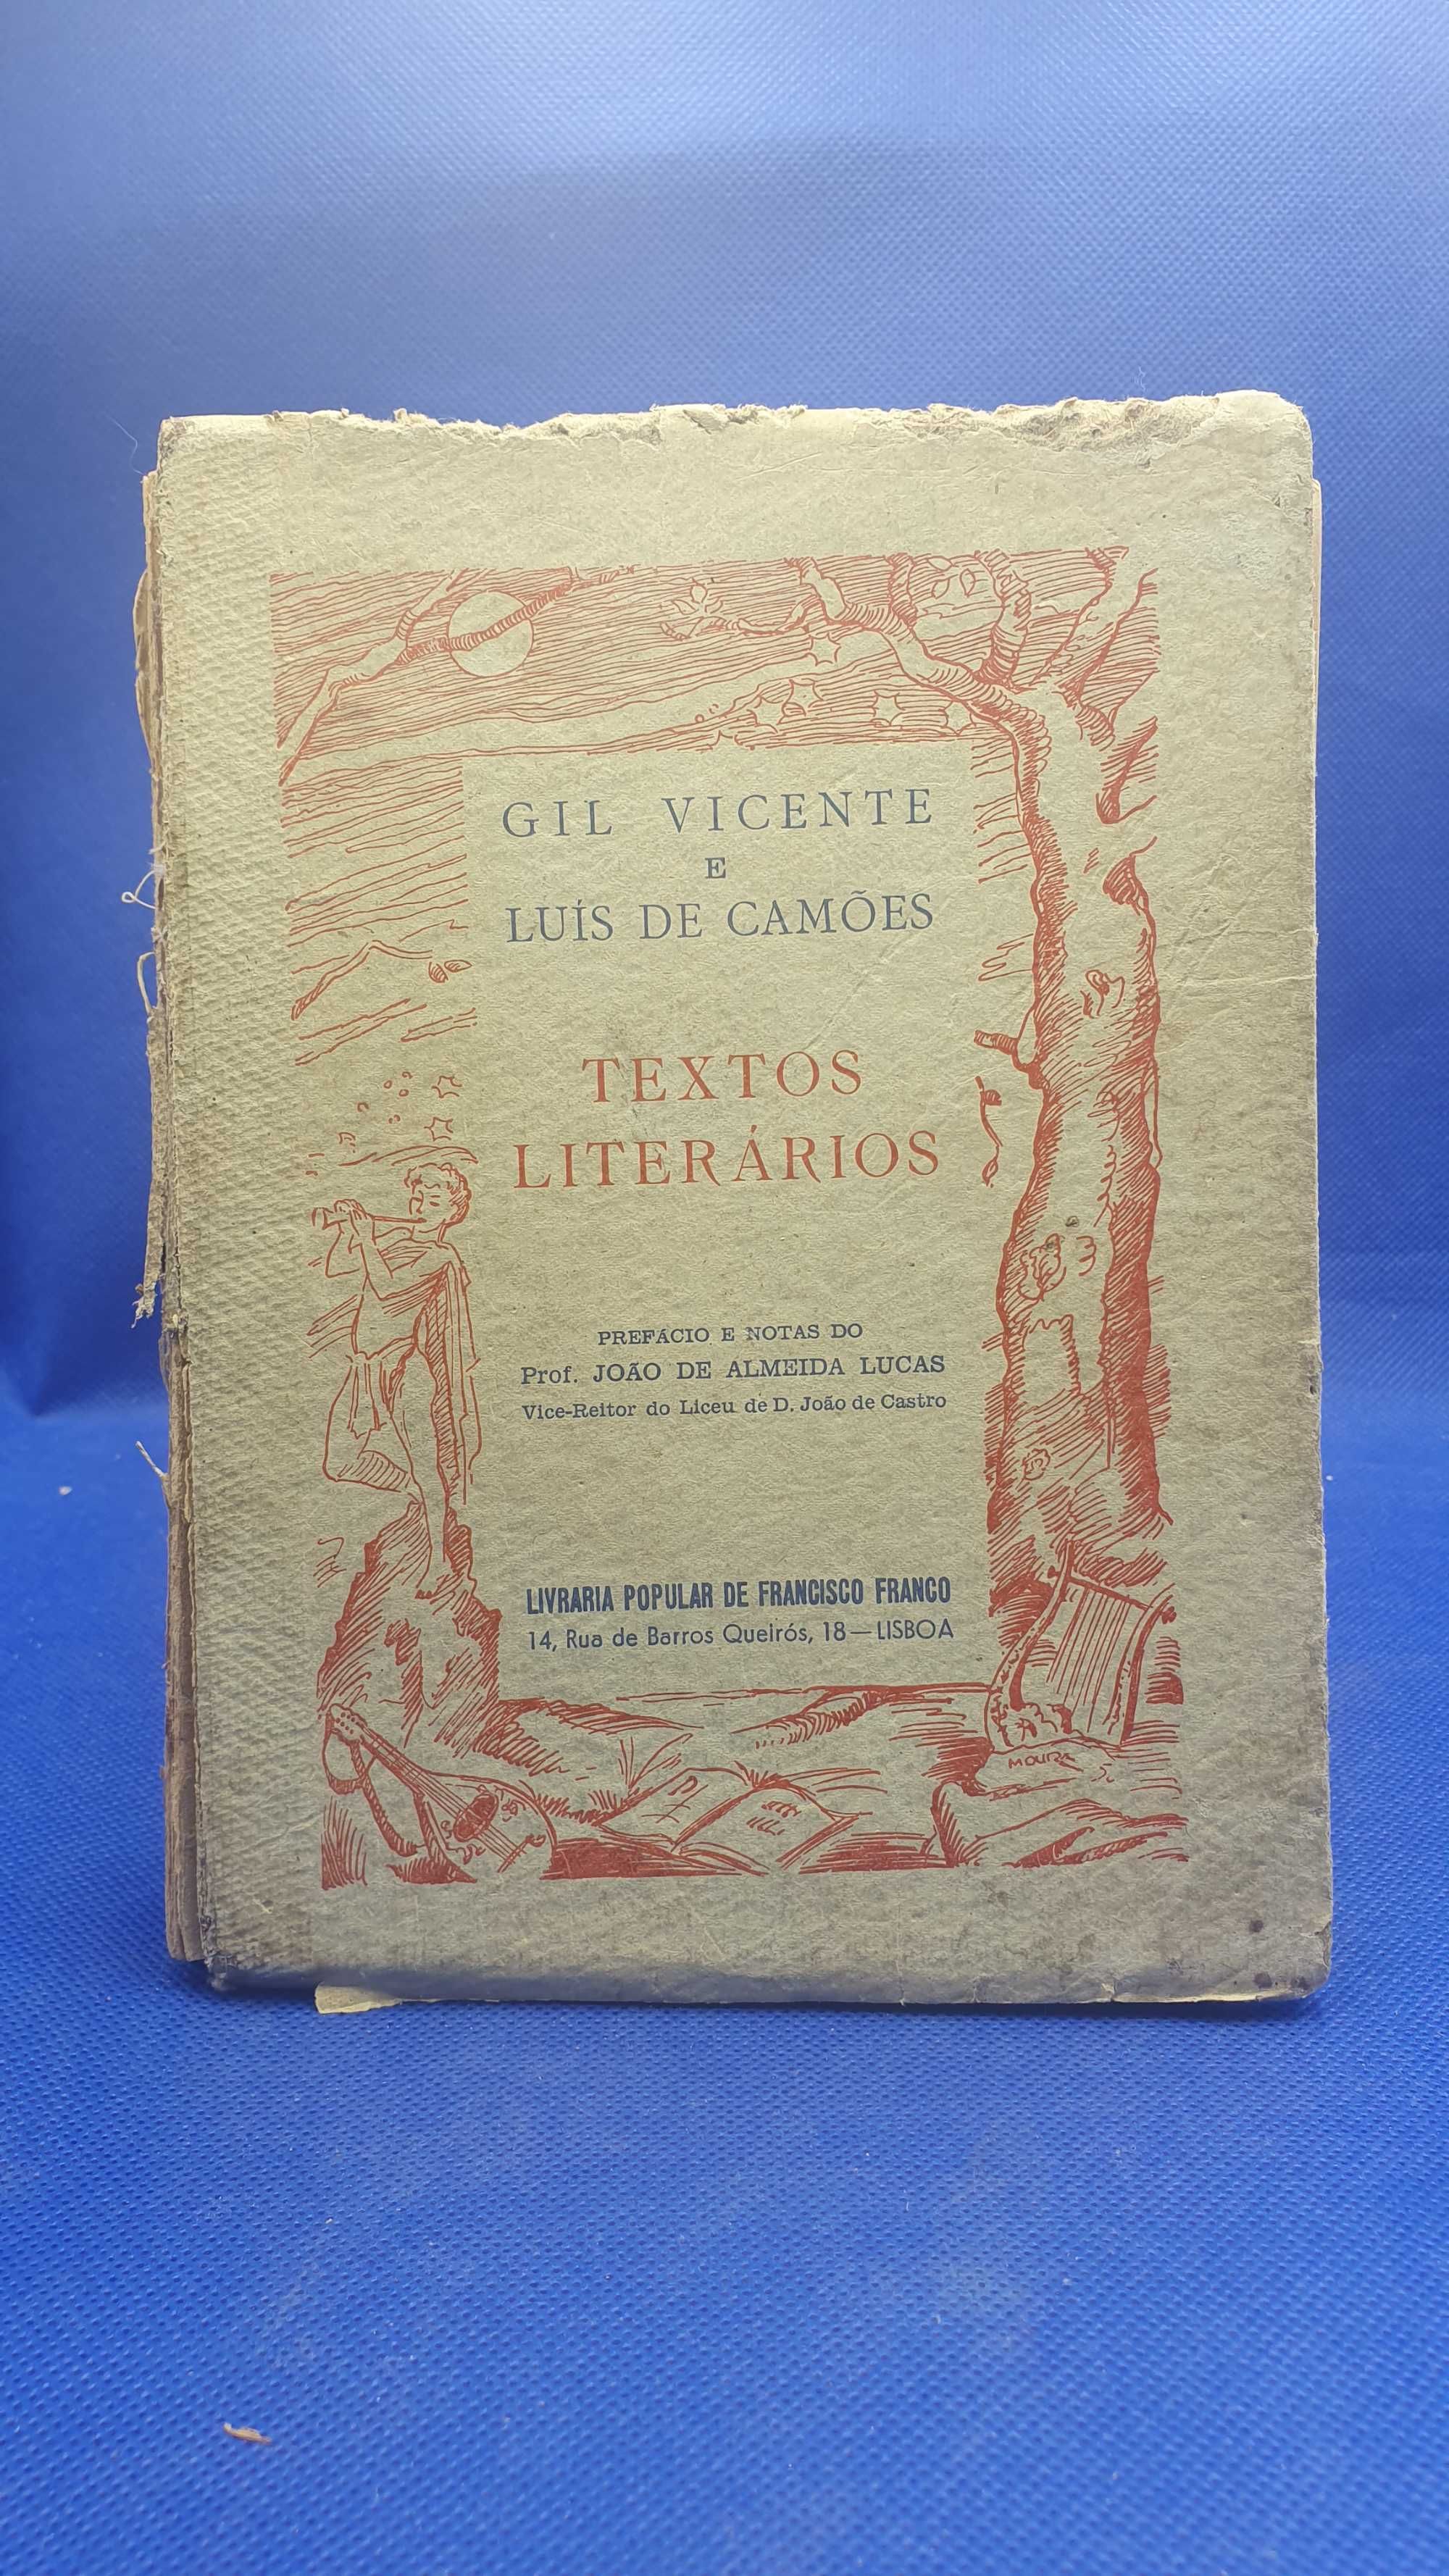 GIL VICENTE
E
LUÍS DE CAMÕES
TEXTOS
LITERÁRIOS
PREFÁCIO E NOTAS DO
Prof. JOÃO DE ALMEIDA LUCAS
Vice-Reitor do Liceu de D. João de Castro
LIVRARIA POPULAR DE FRANCISCO FRANCO
14, Rua de Barros Queirós, 18 — LISBOA
MOURA